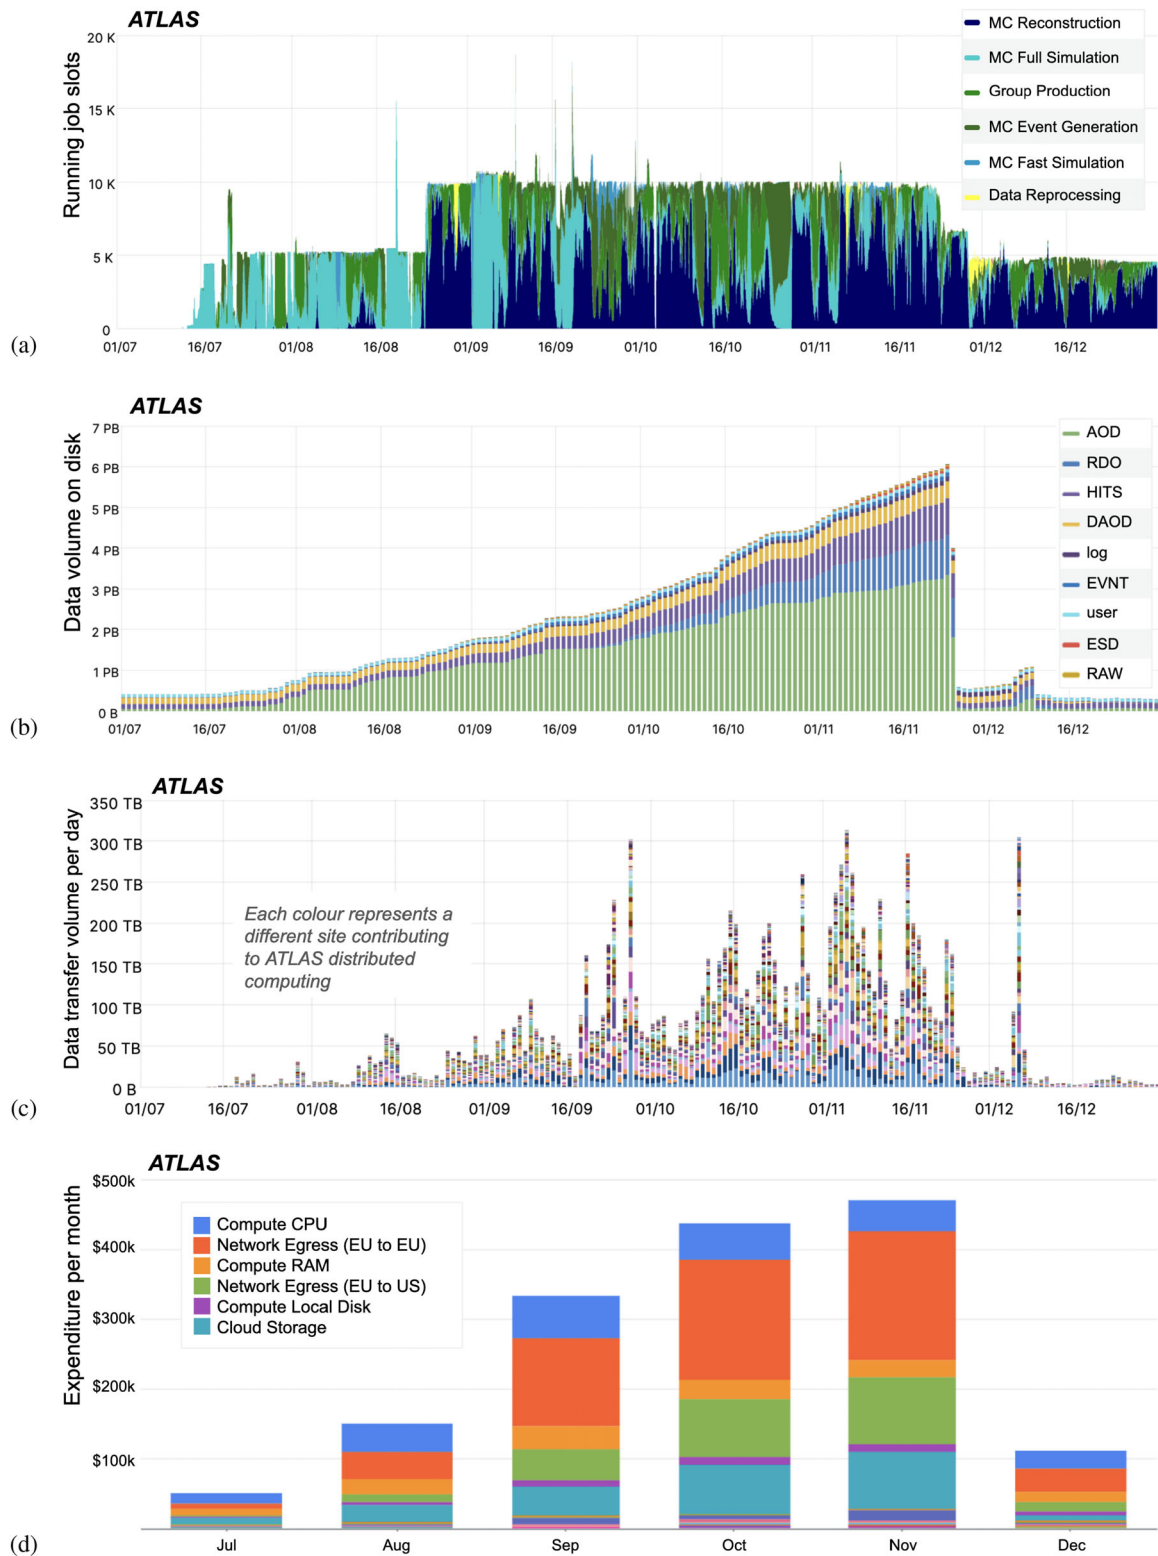 ATLAS
Running job slots
20 K
15 K
10 K
5 K
0
MC Reconstruction
MC Full Simulation
Group Production
MC Event Generation
MC Fast Simulation
Data Reprocessing
01/07 16/07 01/08 16/08 01/09 16/09 01/10 16/10 01/11 16/11 01/12 16/12
(a)
ATLAS
Data volume on disk
7 PB
6 PB
5 PB
4 PB
3 PB
2 PB
1 PB
0 B
AOD
RDO
HITS
DAOD
log
EVNT
user
ESD
RAW
01/07 16/07 01/08 16/08 01/09 16/09 01/10 16/10 01/11 16/11 01/12 16/12
(b)
ATLAS
Data transfer volume per day
350 TB
300 TB
250 TB
200 TB
150 TB
100 TB
50 TB
0 B
Each colour represents a
different site contributing
to ATLAS distributed
computing
01/07 16/07 01/08 16/08 01/09 16/09 01/10 16/10 01/11 16/11 01/12 16/12
(c)
ATLAS
Expenditure per month
$500k
$400k
$300k
$200k
$100k
Compute CPU
Network Egress (EU to EU)
Compute RAM
Network Egress (EU to US)
Compute Local Disk
Cloud Storage
Jul Aug Sep Oct Nov Dec
(d)